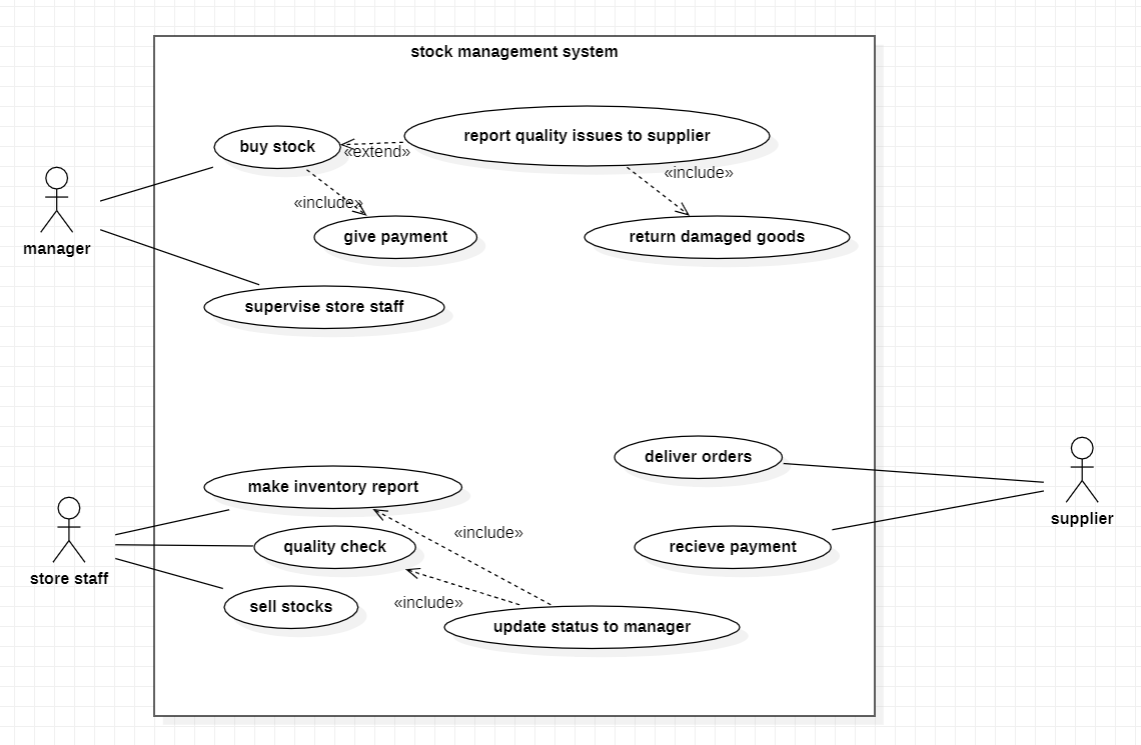 stock management system
buy stock
report quality issues to supplier
«extend»
«include»
«include»
give payment
return damaged goods
manager
supervise store staff
deliver orders
make inventory report
supplier
«include»
quality check
recieve payment
store staff
sell stocks
«include»
update status to manager